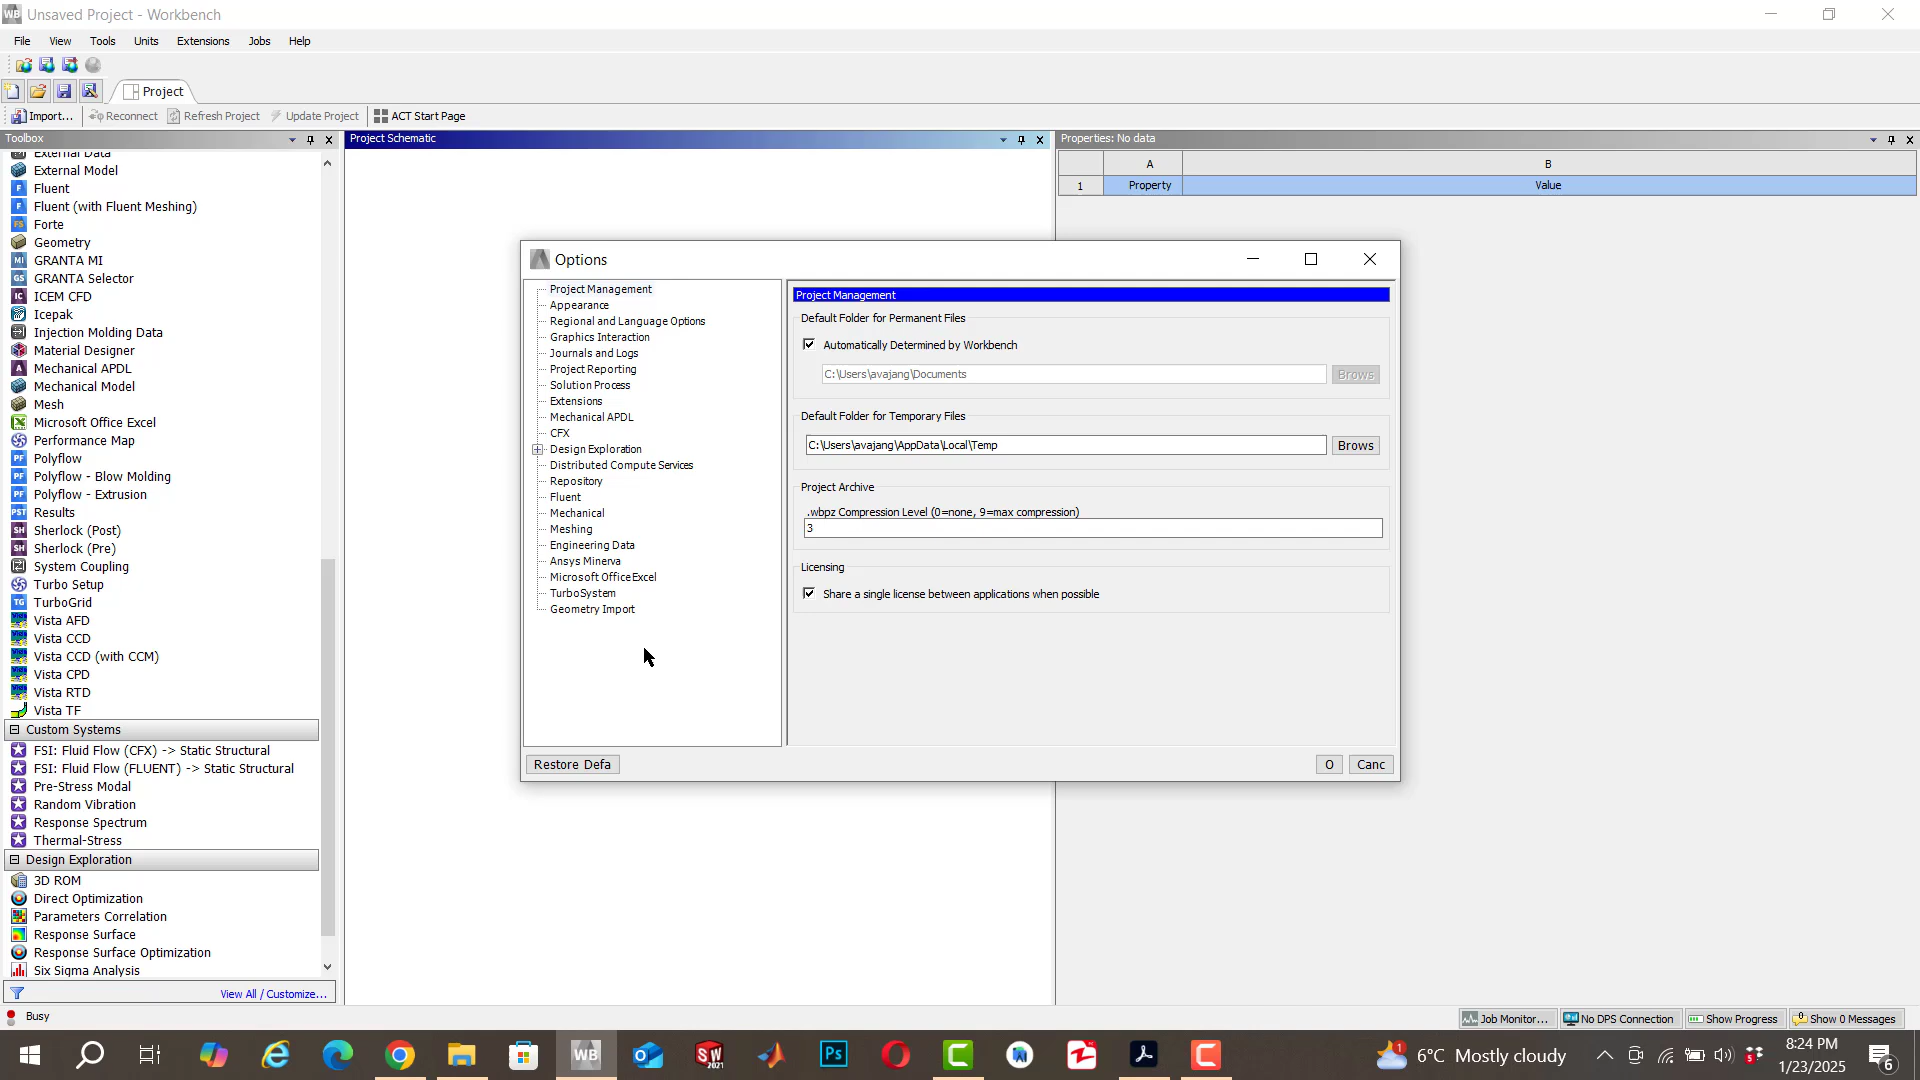 Unsaved Project - Workbench
File View Tools Units Extensions Jobs Help
Project
Import... Reconnect Refresh Project Update Project ACT Start Page
Toolbox
External Data
External Model
Fluent
Fluent (with Fluent Meshing)
Forte
Geometry
GRANTA MI
GRANTA Selector
ICEM CFD
Icepak
Injection Molding Data
Material Designer
Mechanical APDL
Mechanical Model
Mesh
Microsoft Office Excel
Performance Map
Polyflow
Polyflow - Blow Molding
Polyflow - Extrusion
Results
Sherlock (Post)
Sherlock (Pre)
System Coupling
Turbo Setup
TurboGrid
Vista AFD
Vista CCD
Vista CCD (with CCM)
Vista CPD
Vista RTD
Vista TF
Custom Systems
FSI: Fluid Flow (CFX) -> Static Structural
FSI: Fluid Flow (FLUENT) -> Static Structural
Pre-Stress Modal
Random Vibration
Response Spectrum
Thermal-Stress
Design Exploration
3D ROM
Direct Optimization
Parameters Correlation
Response Surface
Response Surface Optimization
Six Sigma Analysis
View All / Customize...
Project Schematic
Properties: No data
A B
1 Property Value
Options
Project Management
Appearance
Regional and Language Options
Graphics Interaction
Journals and Logs
Project Reporting
Solution Process
Extensions
Mechanical APDL
CFX
Design Exploration
Distributed Compute Services
Repository
Fluent
Mechanical
Meshing
Engineering Data
Ansys Minerva
Microsoft Office Excel
TurboSystem
Geometry Import
Project Management
Default Folder for Permanent Files
Automatically Determined by Workbench
C:\Users\avajang\Documents Brows
Default Folder for Temporary Files
C:\Users\avajang\AppData\Local\Temp Brows
Project Archive
.wbpz Compression Level (0=none, 9=max compression)
3
Licensing
Share a single license between applications when possible
Restore Defa O Canc
Busy
Job Monitor... No DPS Connection Show Progress Show 0 Messages
6°C Mostly cloudy
8:24 PM
1/23/2025
6